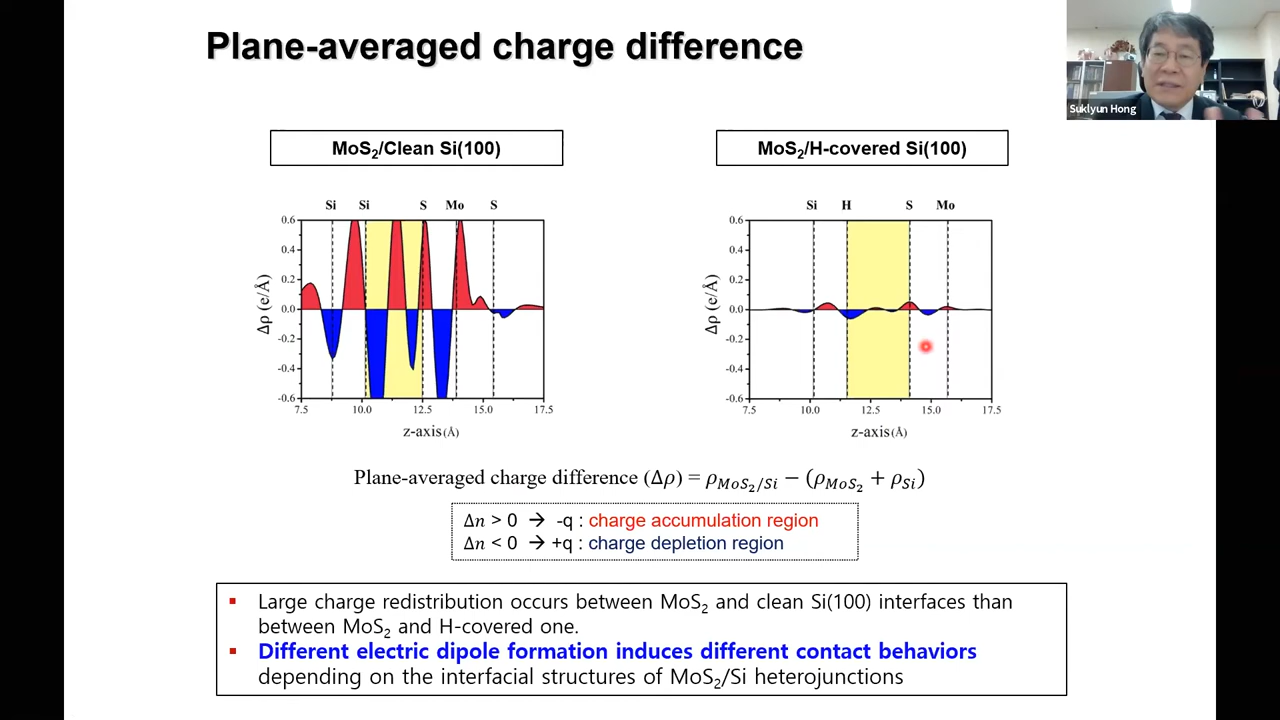 Plane-averaged charge difference
Suklyun Hong
MoS₂/Clean Si(100)
MoS₂/H-covered Si(100)
Si Si S Mo S
0.6
0.4
0.2
0.0
-0.2
-0.4
-0.6
Δρ (e/Å)
7.5 10.0 12.5 15.0 17.5
z-axis(Å)
Si H S Mo
0.6
0.4
0.2
0.0
-0.2
-0.4
-0.6
Δρ (e/Å)
7.5 10.0 12.5 15.0 17.5
z-axis(Å)
Plane-averaged charge difference (Δρ) = ρ_{MoS₂/Si} − (ρ_{MoS₂} + ρ_{Si})
Δn > 0 → -q : charge accumulation region
Δn < 0 → +q : charge depletion region
▪ Large charge redistribution occurs between MoS₂ and clean Si(100) interfaces than
between MoS₂ and H-covered one.
▪ Different electric dipole formation induces different contact behaviors
depending on the interfacial structures of MoS₂/Si heterojunctions